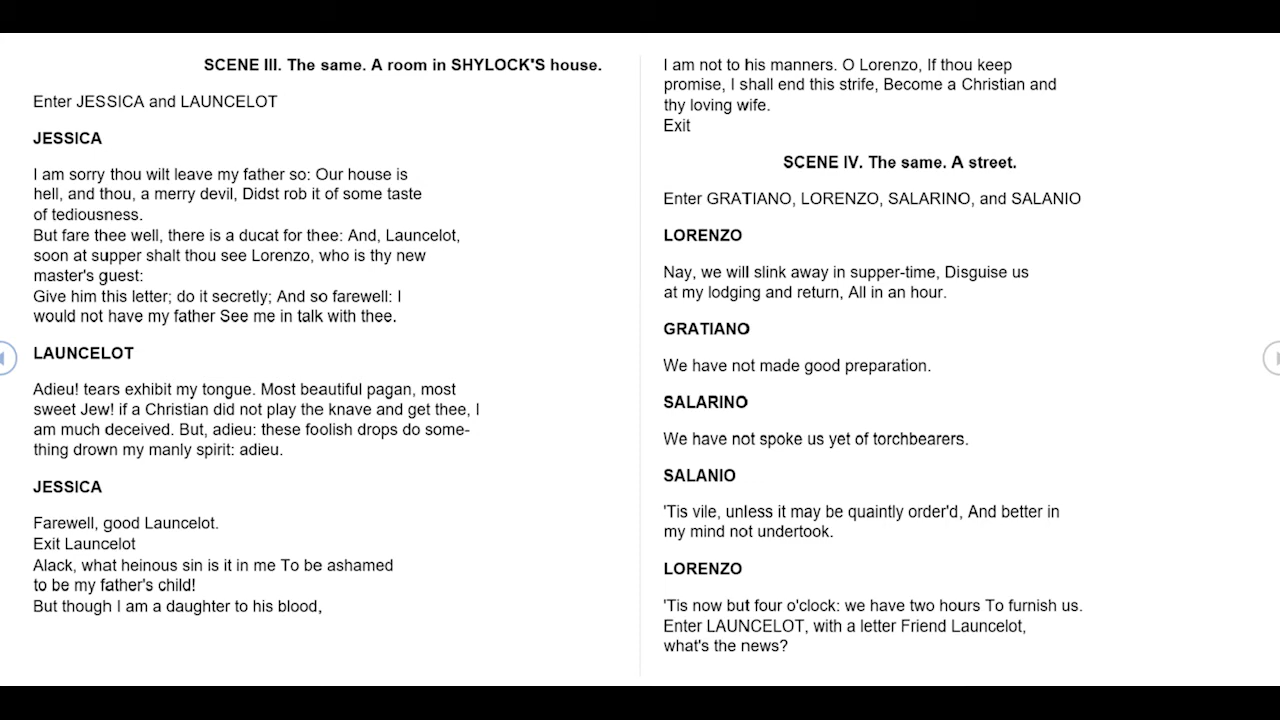 SCENE III. The same. A room in SHYLOCK'S house.
Enter JESSICA and LAUNCELOT
JESSICA
I am sorry thou wilt leave my father so: Our house is
hell, and thou, a merry devil, Didst rob it of some taste
of tediousness.
But fare thee well, there is a ducat for thee: And, Launcelot,
soon at supper shalt thou see Lorenzo, who is thy new
master's guest:
Give him this letter; do it secretly; And so farewell: I
would not have my father See me in talk with thee.
LAUNCELOT
Adieu! tears exhibit my tongue. Most beautiful pagan, most
sweet Jew! if a Christian did not play the knave and get thee, I
am much deceived. But, adieu: these foolish drops do some-
thing drown my manly spirit: adieu.
JESSICA
Farewell, good Launcelot.
Exit Launcelot
Alack, what heinous sin is it in me To be ashamed
to be my father's child!
But though I am a daughter to his blood,
I am not to his manners. O Lorenzo, If thou keep
promise, I shall end this strife, Become a Christian and
thy loving wife.
Exit
SCENE IV. The same. A street.
Enter GRATIANO, LORENZO, SALARINO, and SALANIO
LORENZO
Nay, we will slink away in supper-time, Disguise us
at my lodging and return, All in an hour.
GRATIANO
We have not made good preparation.
SALARINO
We have not spoke us yet of torchbearers.
SALANIO
'Tis vile, unless it may be quaintly order'd, And better in
my mind not undertook.
LORENZO
'Tis now but four o'clock: we have two hours To furnish us.
Enter LAUNCELOT, with a letter Friend Launcelot,
what's the news?